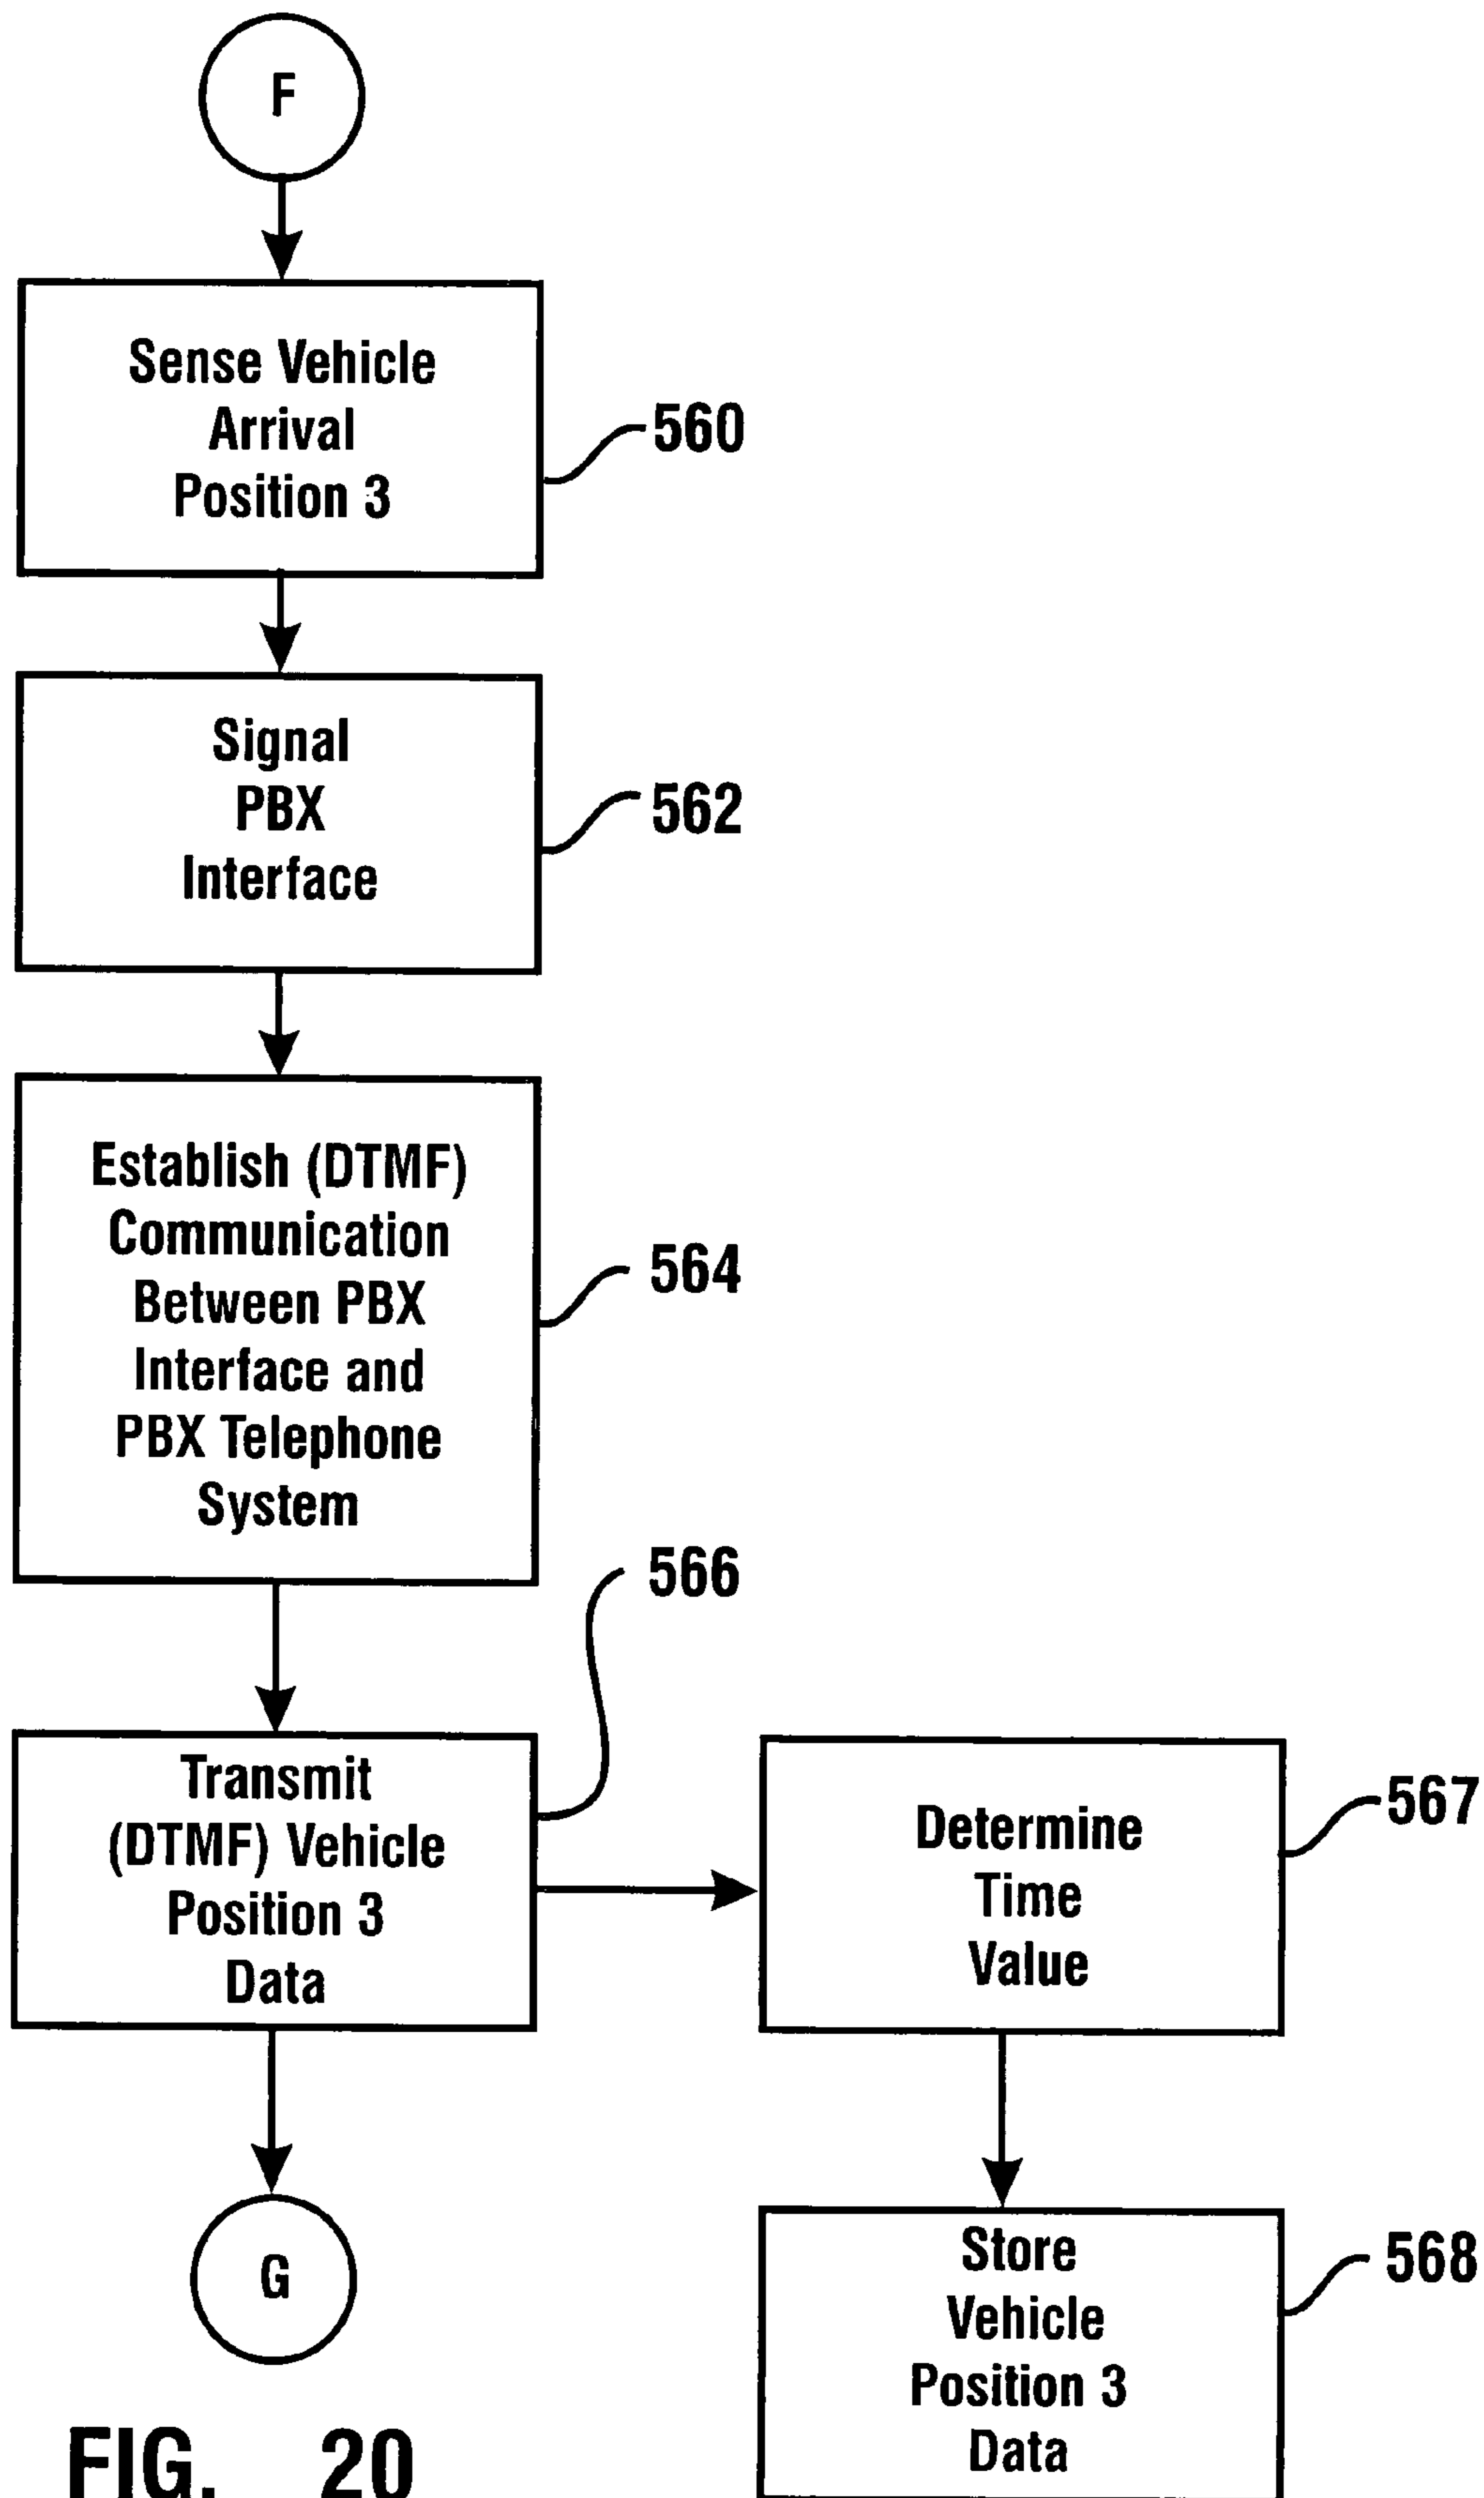 F
Sense Vehicle
Arrival
Position 3
560
Signal
PBX
Interface
562
Establish (DTMF)
Communication
Between PBX
Interface and
PBX Telephone
System
564
566
Transmit
(DTMF) Vehicle
Position 3
Data
Determine
Time
Value
567
G
Store
Vehicle
Position 3
Data
568
FIG. 20